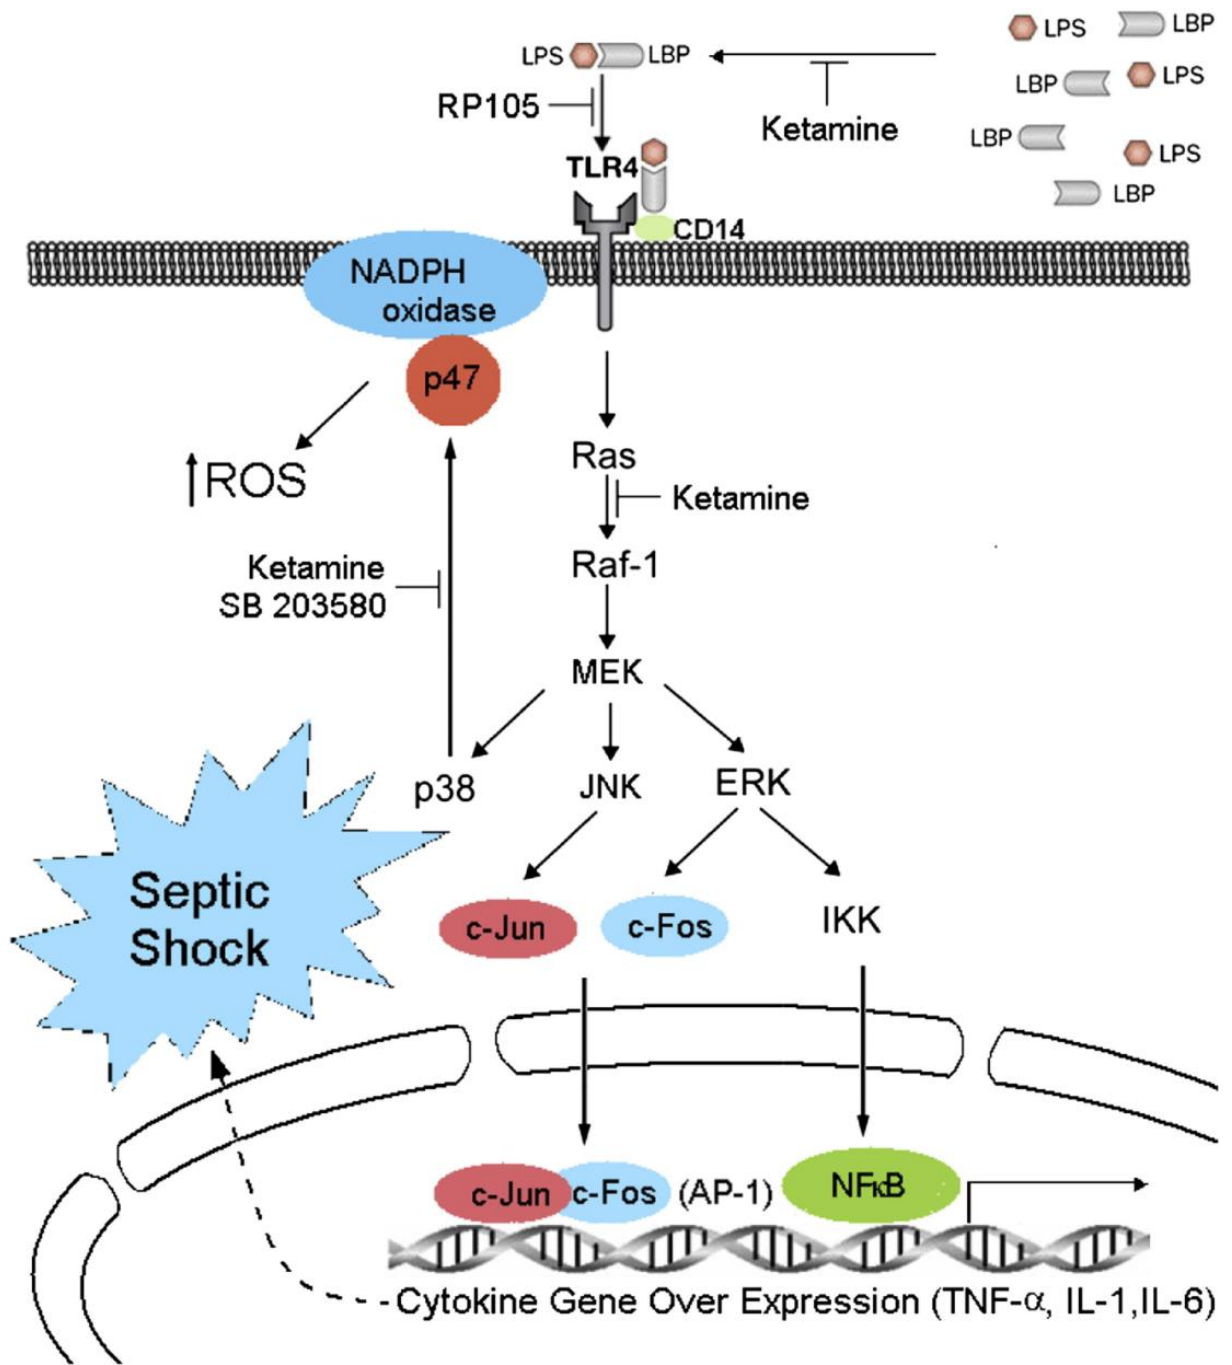 LPS
LBP
LPS
LBP
LBP
LPS
RP105
Ketamine
LBP
LPS
TLR4
LBP
CD14
NADPH
oxidase
p47
Ras
ROS
Ketamine
Raf-1
Ketamine
SB 203580
MEK
p38
JNK
ERK
Septic
Shock
c-Jun
c-Fos
IKK
c-Jun
c-Fos
(AP-1)
NFκB
Cytokine Gene Over Expression (TNF-α, IL-1,IL-6)